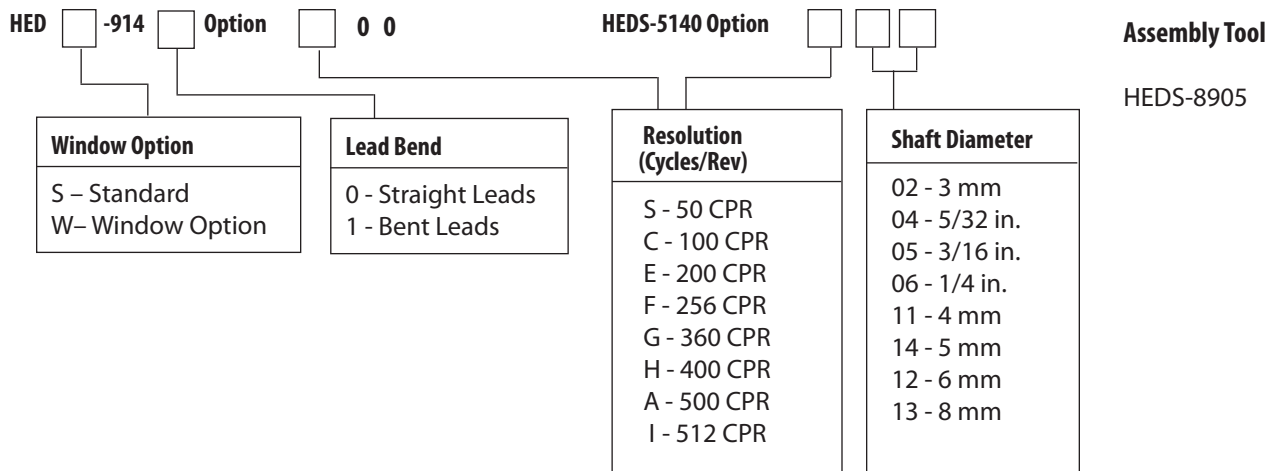 HED -914 Option 0 0 HEDS-5140 Option
Assembly Tool
HEDS-8905
Window Option
S – Standard
W– Window Option
Lead Bend
0 - Straight Leads
1 - Bent Leads
Resolution
(Cycles/Rev)
S - 50 CPR
C - 100 CPR
E - 200 CPR
F - 256 CPR
G - 360 CPR
H - 400 CPR
A - 500 CPR
I - 512 CPR
Shaft Diameter
02 - 3 mm
04 - 5/32 in.
05 - 3/16 in.
06 - 1/4 in.
11 - 4 mm
14 - 5 mm
12 - 6 mm
13 - 8 mm